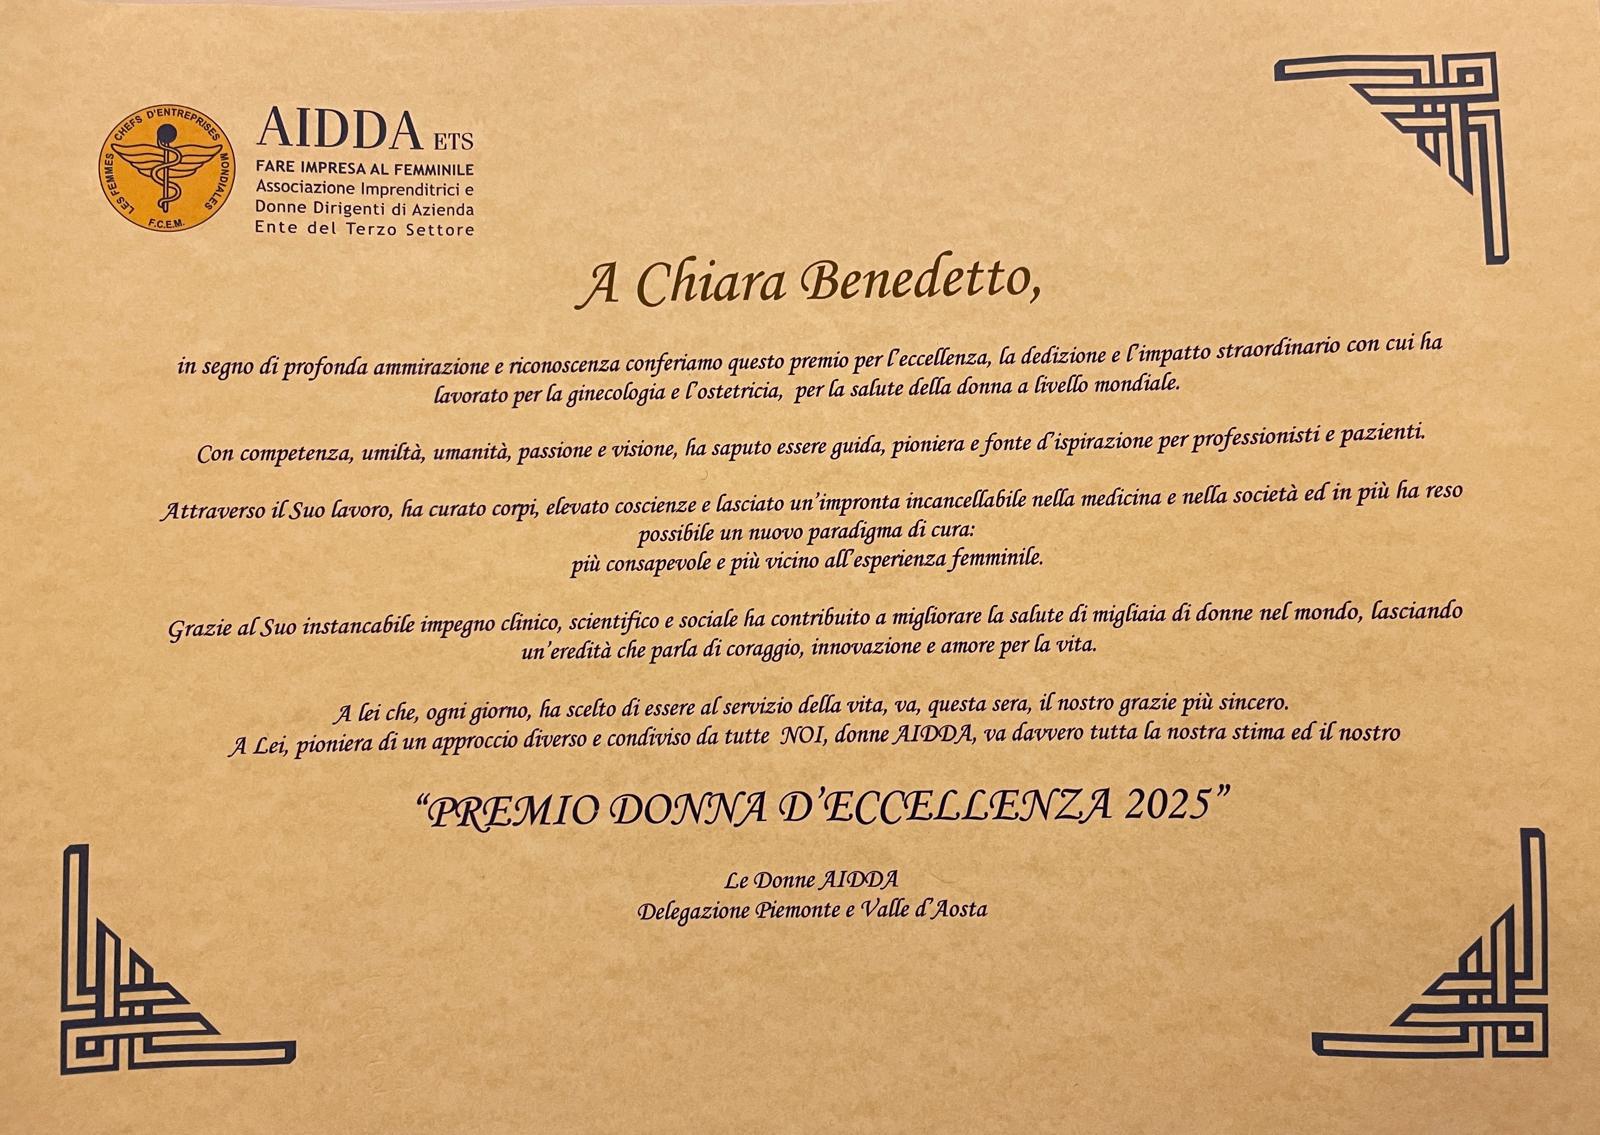 LES FEMMES CHEFS D'ENTREPRISES MONDIALES
F.C.E.M.
AIDDA ETS
FARE IMPRESA AL FEMMINILE
Associazione Imprenditrici e
Donne Dirigenti di Azienda
Ente del Terzo Settore
A Chiara Benedetto,
in segno di profonda ammirazione e riconoscenza conferiamo questo premio per l'eccellenza, la dedizione e l'impatto straordinario con cui ha
lavorato per la ginecologia e l'ostetricia, per la salute della donna a livello mondiale.
Con competenza, umiltà, umanità, passione e visione, ha saputo essere guida, pioniera e fonte d'ispirazione per professionisti e pazienti.
Attraverso il Suo lavoro, ha curato corpi, elevato coscienze e lasciato un'impronta incancellabile nella medicina e nella società ed in più ha reso
possibile un nuovo paradigma di cura:
più consapevole e più vicino all'esperienza femminile.
Grazie al Suo instancabile impegno clinico, scientifico e sociale ha contribuito a migliorare la salute di migliaia di donne nel mondo, lasciando
un'eredità che parla di coraggio, innovazione e amore per la vita.
A lei che, ogni giorno, ha scelto di essere al servizio della vita, va, questa sera, il nostro grazie più sincero.
A Lei, pioniera di un approccio diverso e condiviso da tutte NOI, donne AIDDA, va davvero tutta la nostra stima ed il nostro
“PREMIO DONNA D'ECCELLENZA 2025”
Le Donne AIDDA
Delegazione Piemonte e Valle d'Aosta